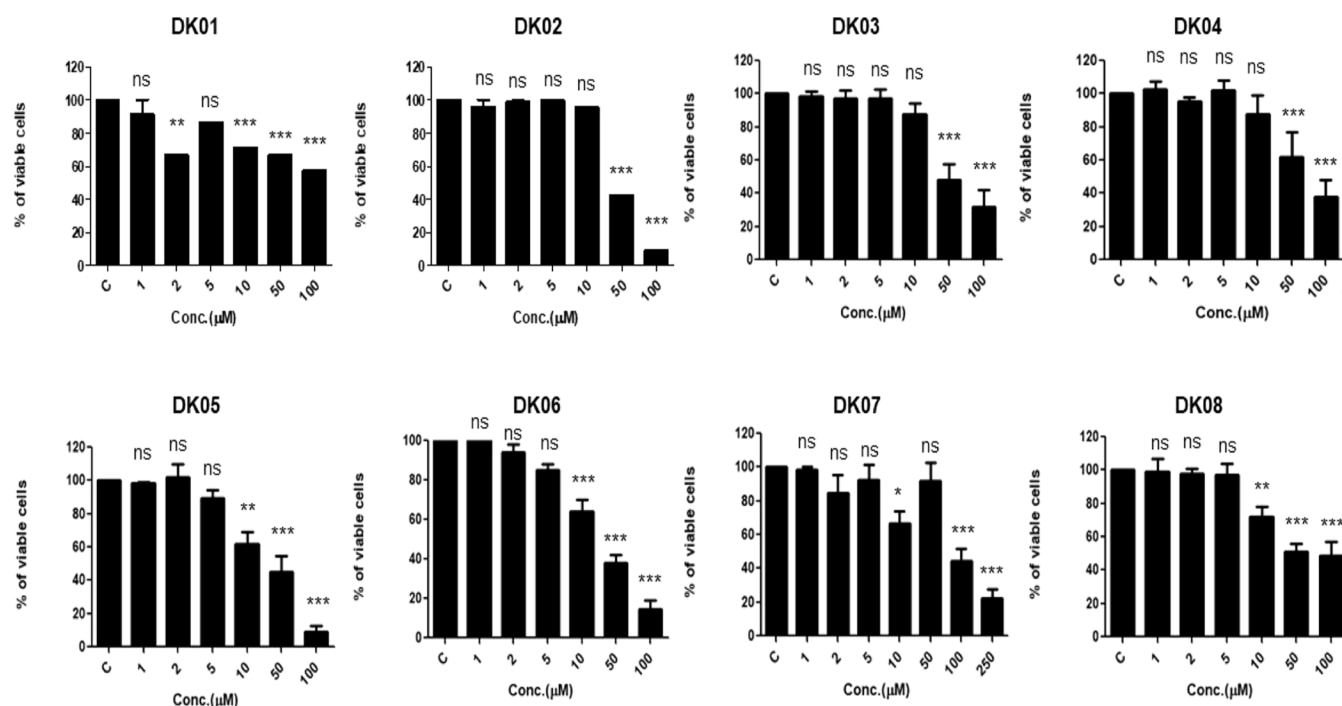 DK01
ns
ns
**
***
***
***
120
100
80
60
40
20
0
% of viable cells
C 1 2 5 10 50 100
Conc.(μM)
DK02
ns ns ns ns
***
***
120
100
80
60
40
20
0
% of viable cells
C 1 2 5 10 50 100
Conc.(μM)
DK03
ns ns ns ns
***
***
120
100
80
60
40
20
0
% of viable cells
C 1 2 5 10 50 100
Conc.(μM)
DK04
ns ns ns ns
***
***
120
100
80
60
40
20
0
% of viable cells
C 1 2 5 10 50 100
Conc.(μM)
DK05
ns ns ns
**
***
***
120
100
80
60
40
20
0
% of viable cells
C 1 2 5 10 50 100
Conc.(μM)
DK06
ns ns ns
***
***
***
100
80
60
40
20
0
% of viable cells
C 1 2 5 10 50 100
Conc.(μM)
DK07
ns ns ns * ns
***
***
120
100
80
60
40
20
0
% of viable cells
C 1 2 5 10 50 100 250
Conc.(μM)
DK08
ns ns ns
**
***
***
120
100
80
60
40
20
0
% of viable cells
C 1 2 5 10 50 100
Conc.(μM)